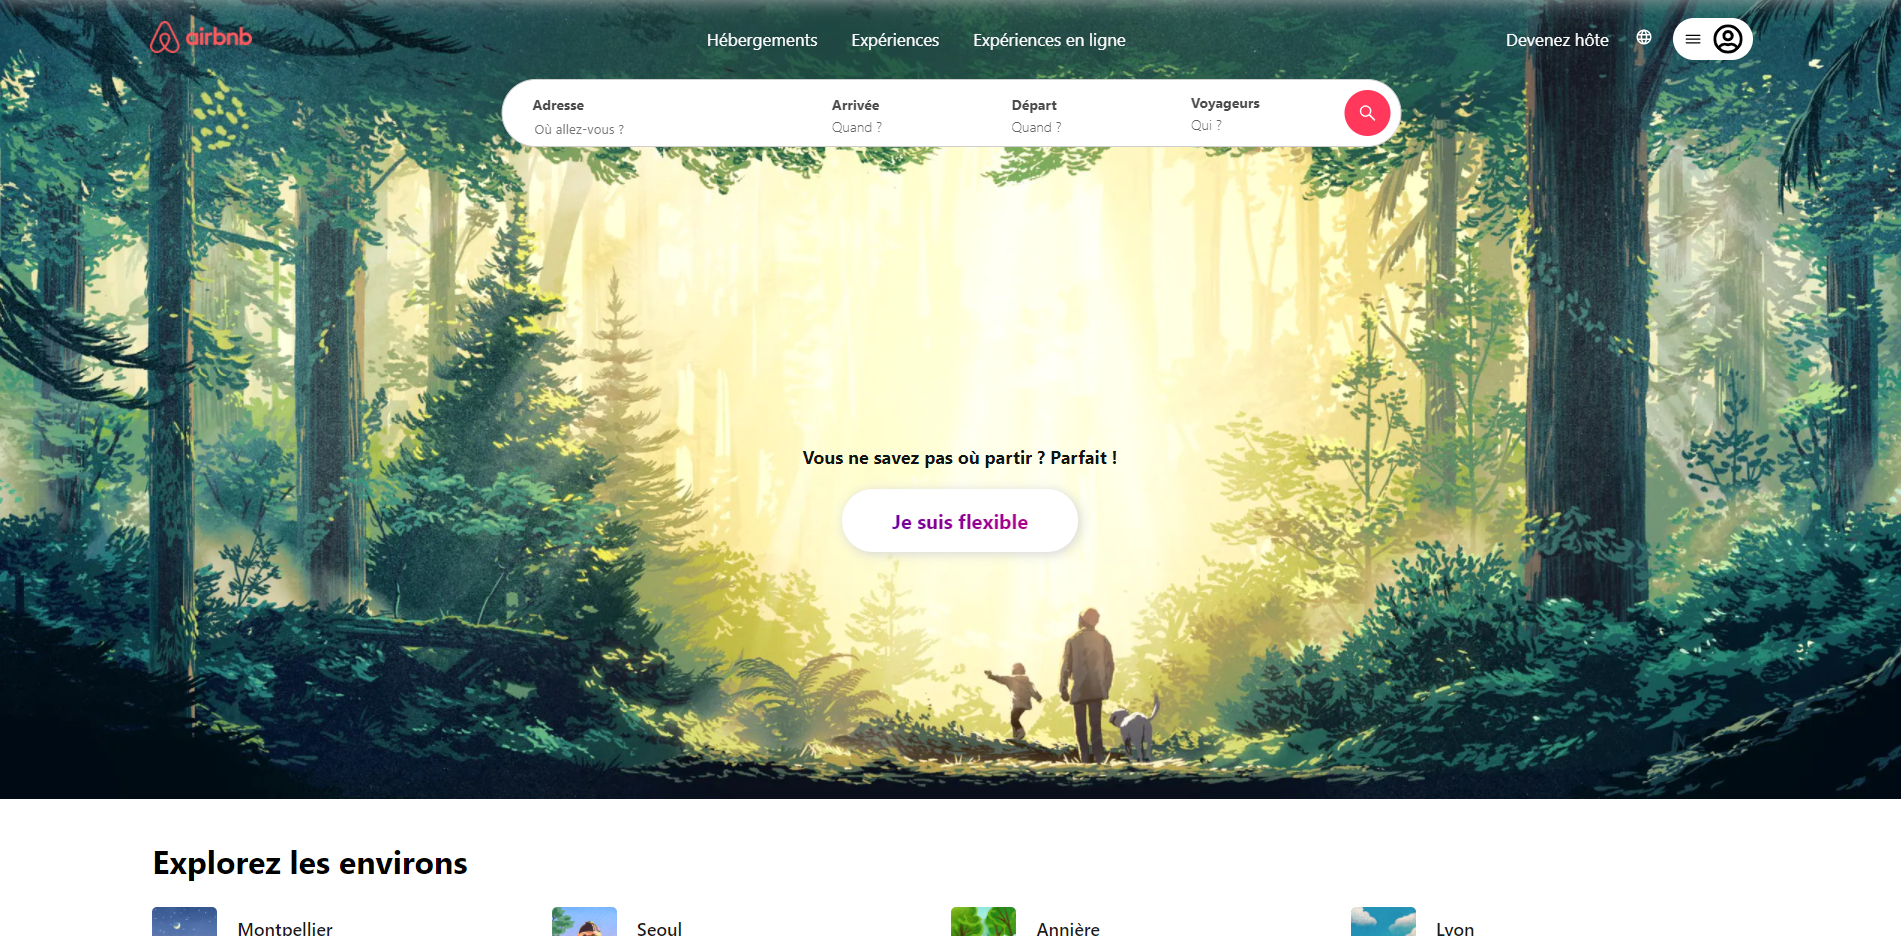 airbnb
Hébergements Expériences Expériences en ligne
Devenez hôte
Adresse
Où allez-vous ?
Arrivée
Quand ?
Départ
Quand ?
Voyageurs
Qui ?
Vous ne savez pas où partir ? Parfait !
Je suis flexible
Explorez les environs
Montpellier
Seoul
Annière
Lyon